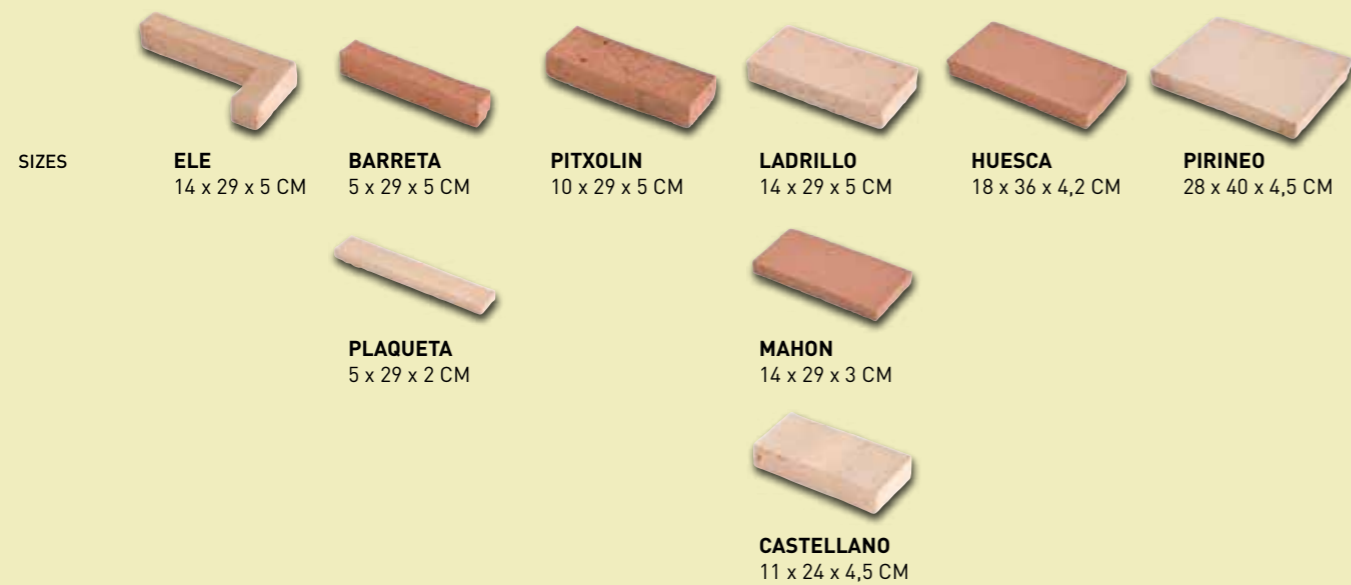 SIZES
ELE
14 x 29 x 5 CM
BARRETA
5 x 29 x 5 CM
PITXOLIN
10 x 29 x 5 CM
LADRILLO
14 x 29 x 5 CM
HUESCA
18 x 36 x 4,2 CM
PIRINEO
28 x 40 x 4,5 CM
PLAQUETA
5 x 29 x 2 CM
MAHON
14 x 29 x 3 CM
CASTELLANO
11 x 24 x 4,5 CM